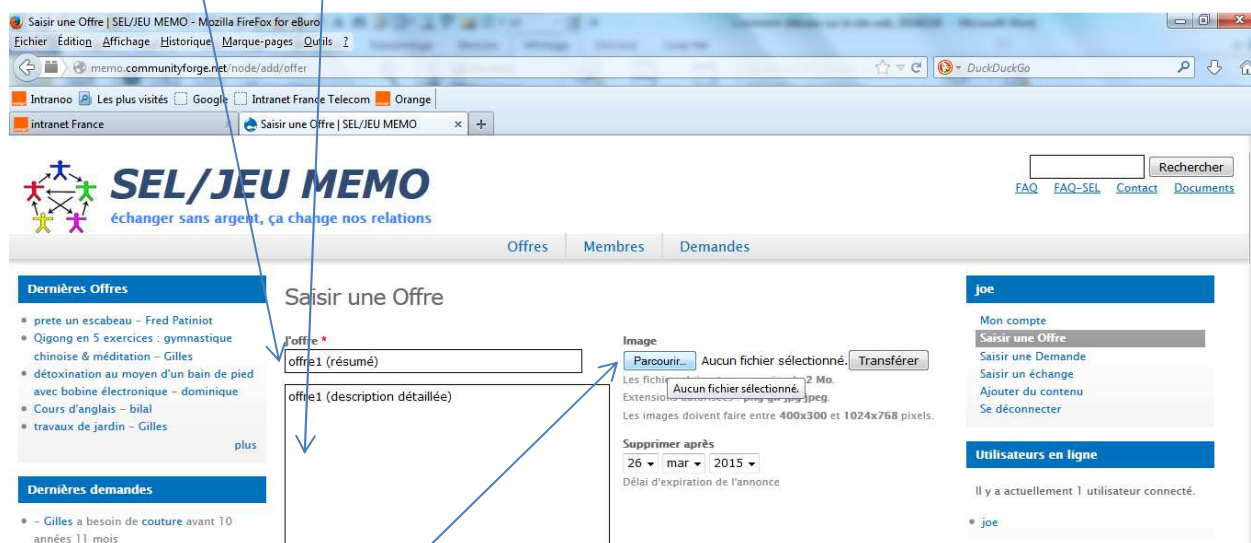 Saisir une Offre | SEL/JEU MEMO - Mozilla FireFox for eBuro
Fichier Édition Affichage Historique Marque-pages Outils ?
memo.communityforge.net/node/add/offer
DuckDuckGo
Intranoo Les plus visités Google Intranet France Telecom Orange
intranet France × Saisir une Offre | SEL/JEU MEMO × +
SEL/JEU MEMO
échanger sans argent, ça change nos relations
Rechercher
FAQ FAQ-SEL Contact Documents
Offres Membres Demandes
Dernières Offres
prete un escabeau – Fred Patiniot
Qigong en 5 exercices : gymnastique
chinoise & méditation – Gilles
détoxination au moyen d'un bain de pied
avec bobine électronique – dominique
Cours d'anglais – bilal
travaux de jardin – Gilles
plus
Dernières demandes
– Gilles a besoin de couture avant 10
années 11 mois
Saisir une Offre
l'offre *
offre1 (résumé)
offre1 (description détaillée)
Image
Parcourir... Aucun fichier sélectionné. Transférer
Les 2 Mo.
Aucun fichier sélectionné.
Les images doivent faire entre 400x300 et 1024x768 pixels.
Supprimer après
26 mar 2015
Délai d'expiration de l'annonce
joe
Mon compte
Saisir une Offre
Saisir une Demande
Saisir un échange
Ajouter du contenu
Se déconnecter
Utilisateurs en ligne
Il y a actuellement 1 utilisateur connecté.
joe